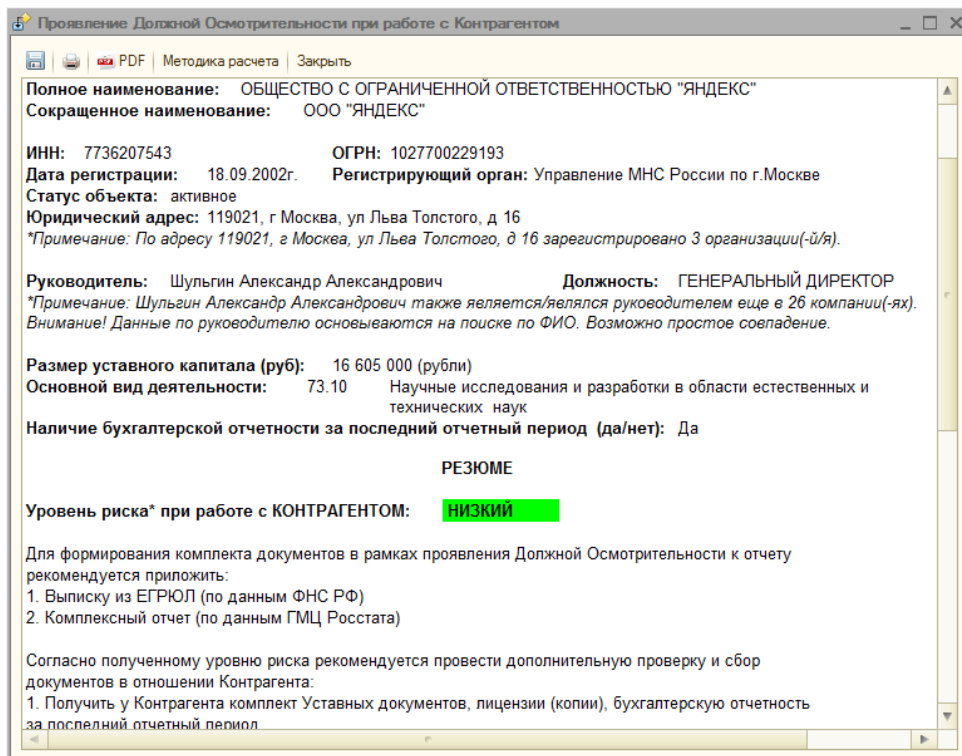 Проявление Должной Осмотрительности при работе с Контрагентом
PDF Методика расчета Закрыть
Полное наименование: ОБЩЕСТВО С ОГРАНИЧЕННОЙ ОТВЕТСТВЕННОСТЬЮ "ЯНДЕКС"
Сокращенное наименование: ООО "ЯНДЕКС"
ИНН: 7736207543 ОГРН: 1027700229193
Дата регистрации: 18.09.2002г. Регистрирующий орган: Управление МНС России по г.Москве
Статус объекта: активное
Юридический адрес: 119021, г Москва, ул Льва Толстого, д 16
*Примечание: По адресу 119021, г Москва, ул Льва Толстого, д 16 зарегистрировано 3 организации(-й/я).
Руководитель: Шульгин Александр Александрович Должность: ГЕНЕРАЛЬНЫЙ ДИРЕКТОР
*Примечание: Шульгин Александр Александрович также является/являлся руководителем еще в 26 компании(-ях).
Внимание! Данные по руководителю основываются на поиске по ФИО. Возможно простое совпадение.
Размер уставного капитала (руб): 16 605 000 (рубли)
Основной вид деятельности: 73.10 Научные исследования и разработки в области естественных и
технических наук
Наличие бухгалтерской отчетности за последний отчетный период (да/нет): Да
РЕЗЮМЕ
Уровень риска* при работе с КОНТРАГЕНТОМ: НИЗКИЙ
Для формирования комплекта документов в рамках проявления Должной Осмотрительности к отчету
рекомендуется приложить:
1. Выписку из ЕГРЮЛ (по данным ФНС РФ)
2. Комплексный отчет (по данным ГМЦ Росстата)
Согласно полученному уровню риска рекомендуется провести дополнительную проверку и сбор
документов в отношении Контрагента:
1. Получить у Контрагента комплект Уставных документов, лицензии (копии), бухгалтерскую отчетность
за последний отчетный период